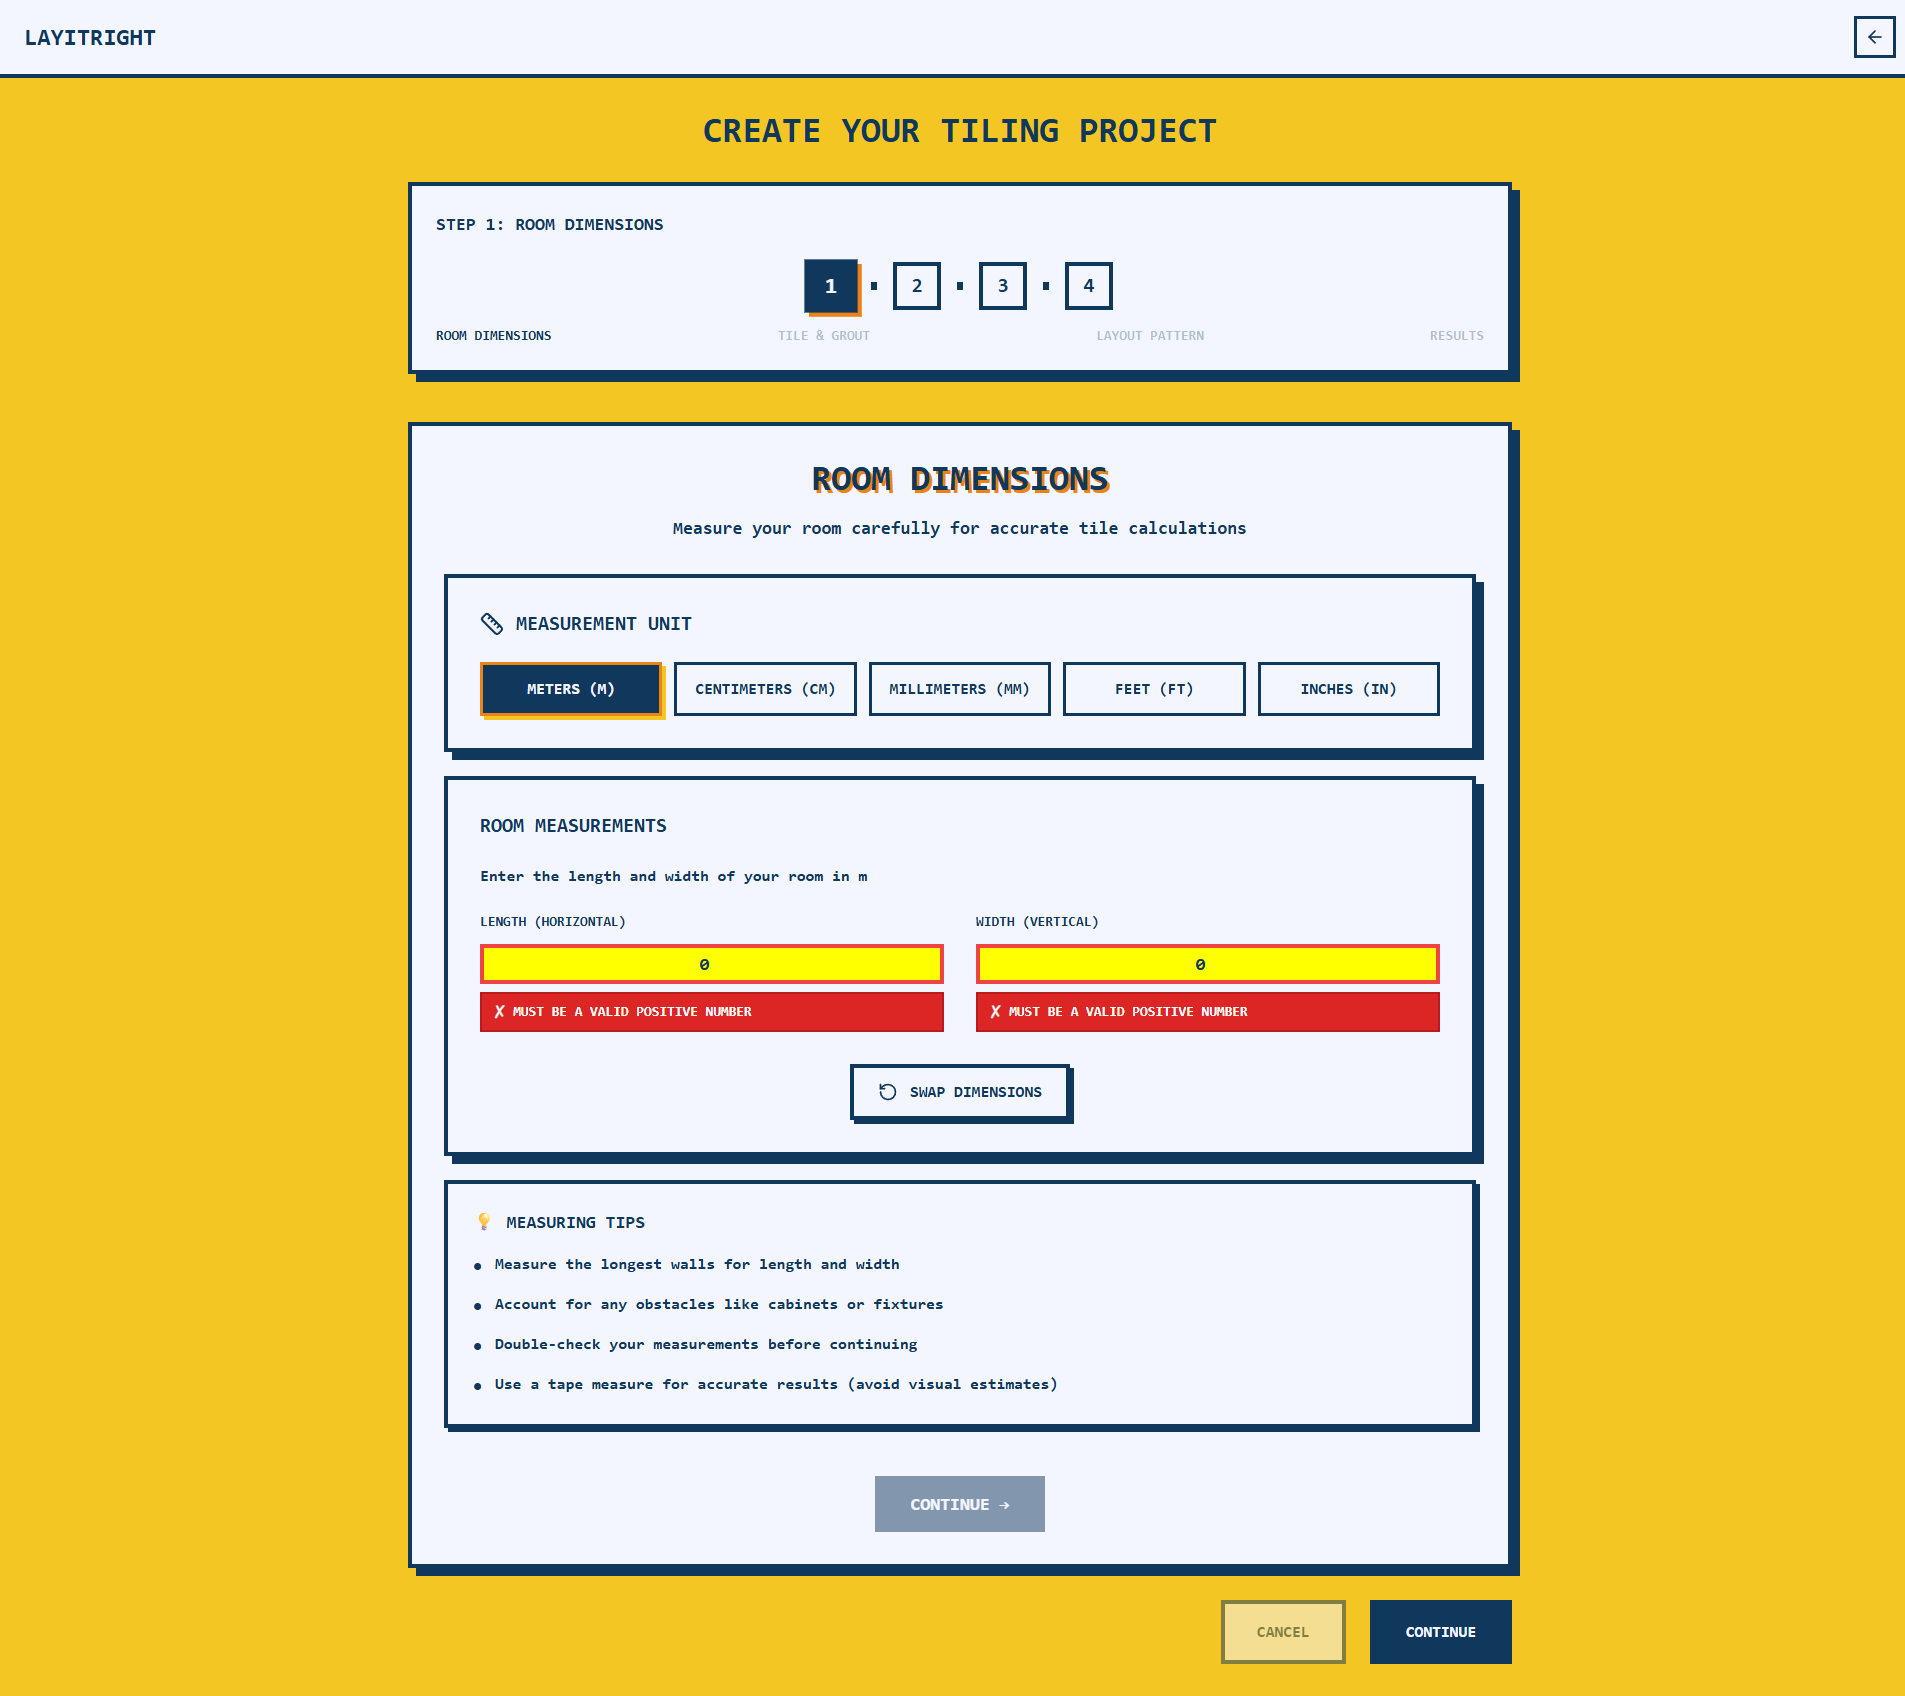 LAYITRIGHT
CREATE YOUR TILING PROJECT
STEP 1: ROOM DIMENSIONS
1 2 3 4
ROOM DIMENSIONS TILE & GROUT LAYOUT PATTERN RESULTS
ROOM DIMENSIONS
Measure your room carefully for accurate tile calculations
MEASUREMENT UNIT
METERS (M) CENTIMETERS (CM) MILLIMETERS (MM) FEET (FT) INCHES (IN)
ROOM MEASUREMENTS
Enter the length and width of your room in m
LENGTH (HORIZONTAL) WIDTH (VERTICAL)
0 0
✗ MUST BE A VALID POSITIVE NUMBER ✗ MUST BE A VALID POSITIVE NUMBER
SWAP DIMENSIONS
💡 MEASURING TIPS
● Measure the longest walls for length and width
● Account for any obstacles like cabinets or fixtures
● Double-check your measurements before continuing
● Use a tape measure for accurate results (avoid visual estimates)
CONTINUE →
CANCEL CONTINUE